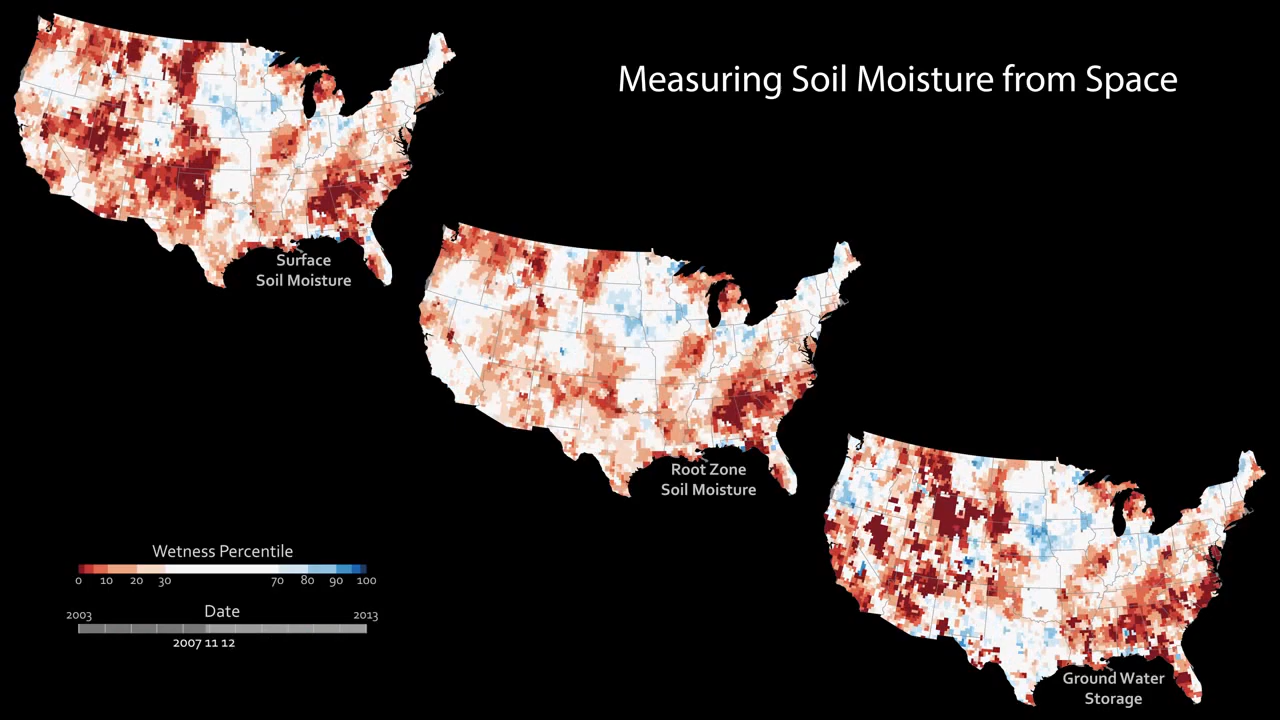 Measuring Soil Moisture from Space
Surface
Soil Moisture
Root Zone
Soil Moisture
Ground Water
Storage
Wetness Percentile
0 10 20 30 70 80 90 100
Date
2003 2013
2007 11 12